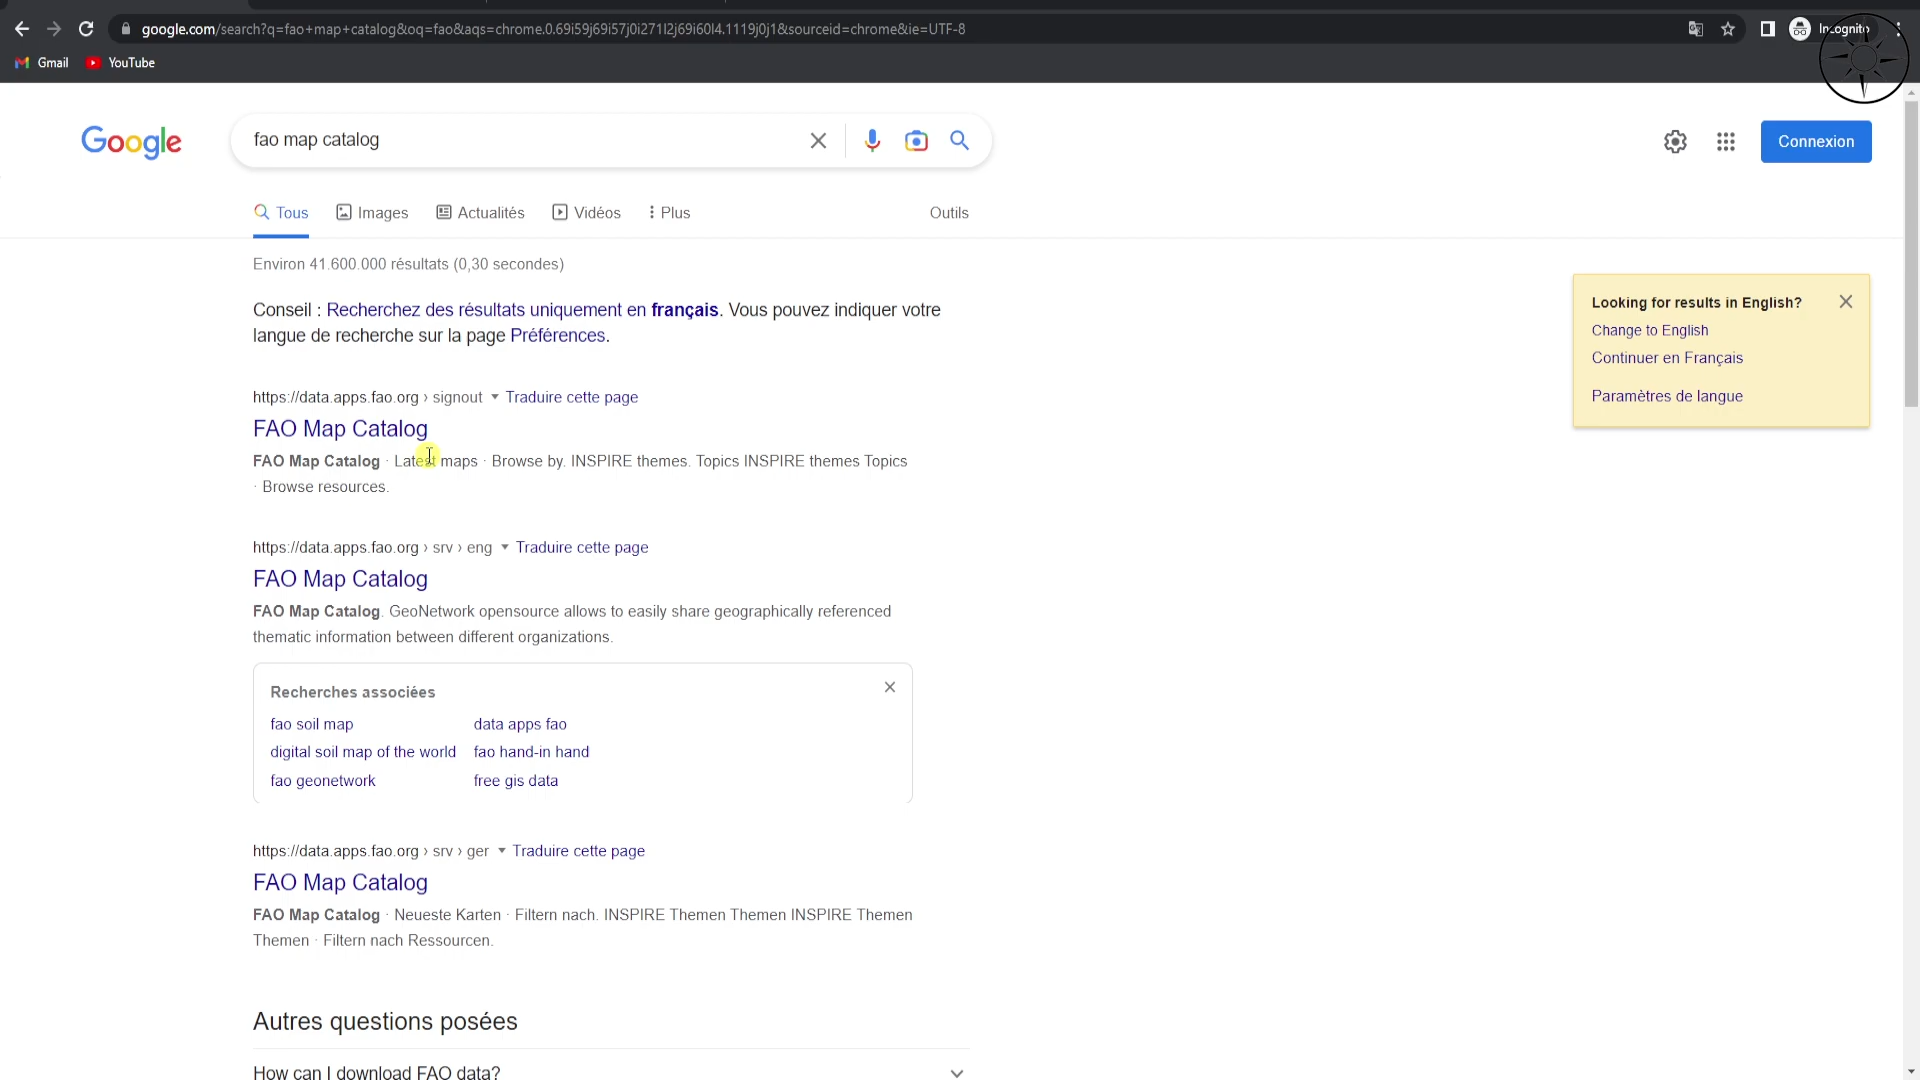 google.com/search?q=fao+map+catalog&oq=fao&aqs=chrome.0.69i59j69i57j0i271l2j69i60l4.1119j0j1&sourceid=chrome&ie=UTF-8
Incognito
Gmail
YouTube
Google
fao map catalog
Connexion
Tous
Images
Actualités
Vidéos
Plus
Outils
Environ 41.600.000 résultats (0,30 secondes)
Conseil : Recherchez des résultats uniquement en français. Vous pouvez indiquer votre
langue de recherche sur la page Préférences.
Looking for results in English?
Change to English
Continuer en Français
Paramètres de langue
https://data.apps.fao.org › signout
Traduire cette page
FAO Map Catalog
FAO Map Catalog · Latest maps · Browse by. INSPIRE themes. Topics INSPIRE themes Topics
· Browse resources.
https://data.apps.fao.org › srv › eng
Traduire cette page
FAO Map Catalog
FAO Map Catalog. GeoNetwork opensource allows to easily share geographically referenced
thematic information between different organizations.
Recherches associées
fao soil map
data apps fao
digital soil map of the world
fao hand-in hand
fao geonetwork
free gis data
https://data.apps.fao.org › srv › ger
Traduire cette page
FAO Map Catalog
FAO Map Catalog · Neueste Karten · Filtern nach. INSPIRE Themen Themen INSPIRE Themen
Themen · Filtern nach Ressourcen.
Autres questions posées
How can I download FAO data?